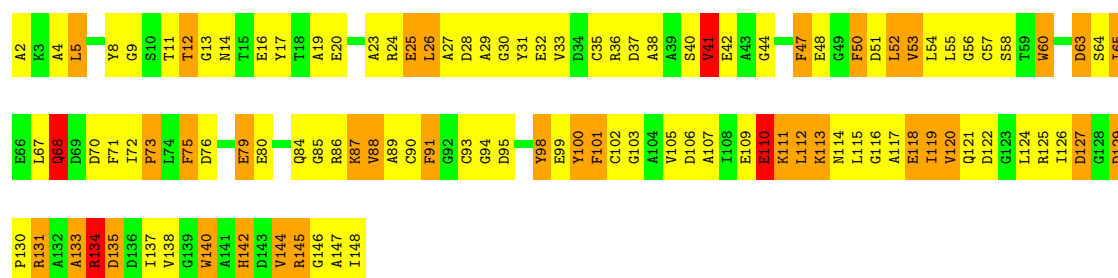 A2 K3 A4 L5 Y8 G9 S10 T11 T12 G13 N14 T15 E16 Y17 T18 A19 E20 A23 R24 E25 L26 A27 D28 A29 G30 Y31 E32 V33 D34 C35 R36 D37 A38 A39 S40 V41 E42 A43 G44 F47 E48 G49 F50 D51 L52 V53 L54 L55 G56 C57 S58 T59 W60 D63 S64 I65
E66 L67 Q68 D69 D70 F71 I72 P73 L74 F75 D76 E79 E80 Q84 G85 R86 K87 V88 A89 C90 F91 G92 C93 G94 D95 Y98 E99 Y100 F101 C102 G103 A104 V105 D106 A107 I108 E109 E110 K111 L112 K113 N114 L115 G116 A117 E118 I119 V120 Q121 D122 G123 L124 R125 I126 D127 G128 D129
P130 R131 A132 A133 R134 D135 D136 I137 V138 G139 W140 A141 H142 D143 V144 R145 G146 A147 I148